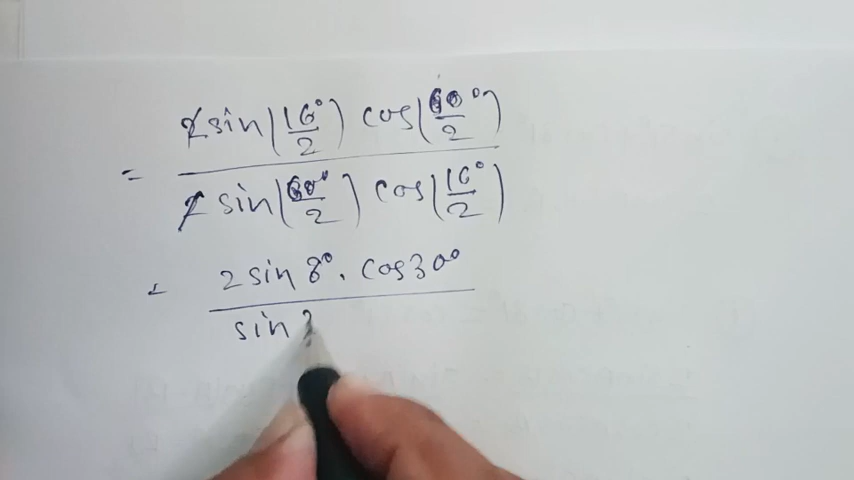 = 2 sin(16°/2) cos(60°/2) / 2 sin(60°/2) cos(16°/2)
= 2 sin 8° . cos 30° / sin 3